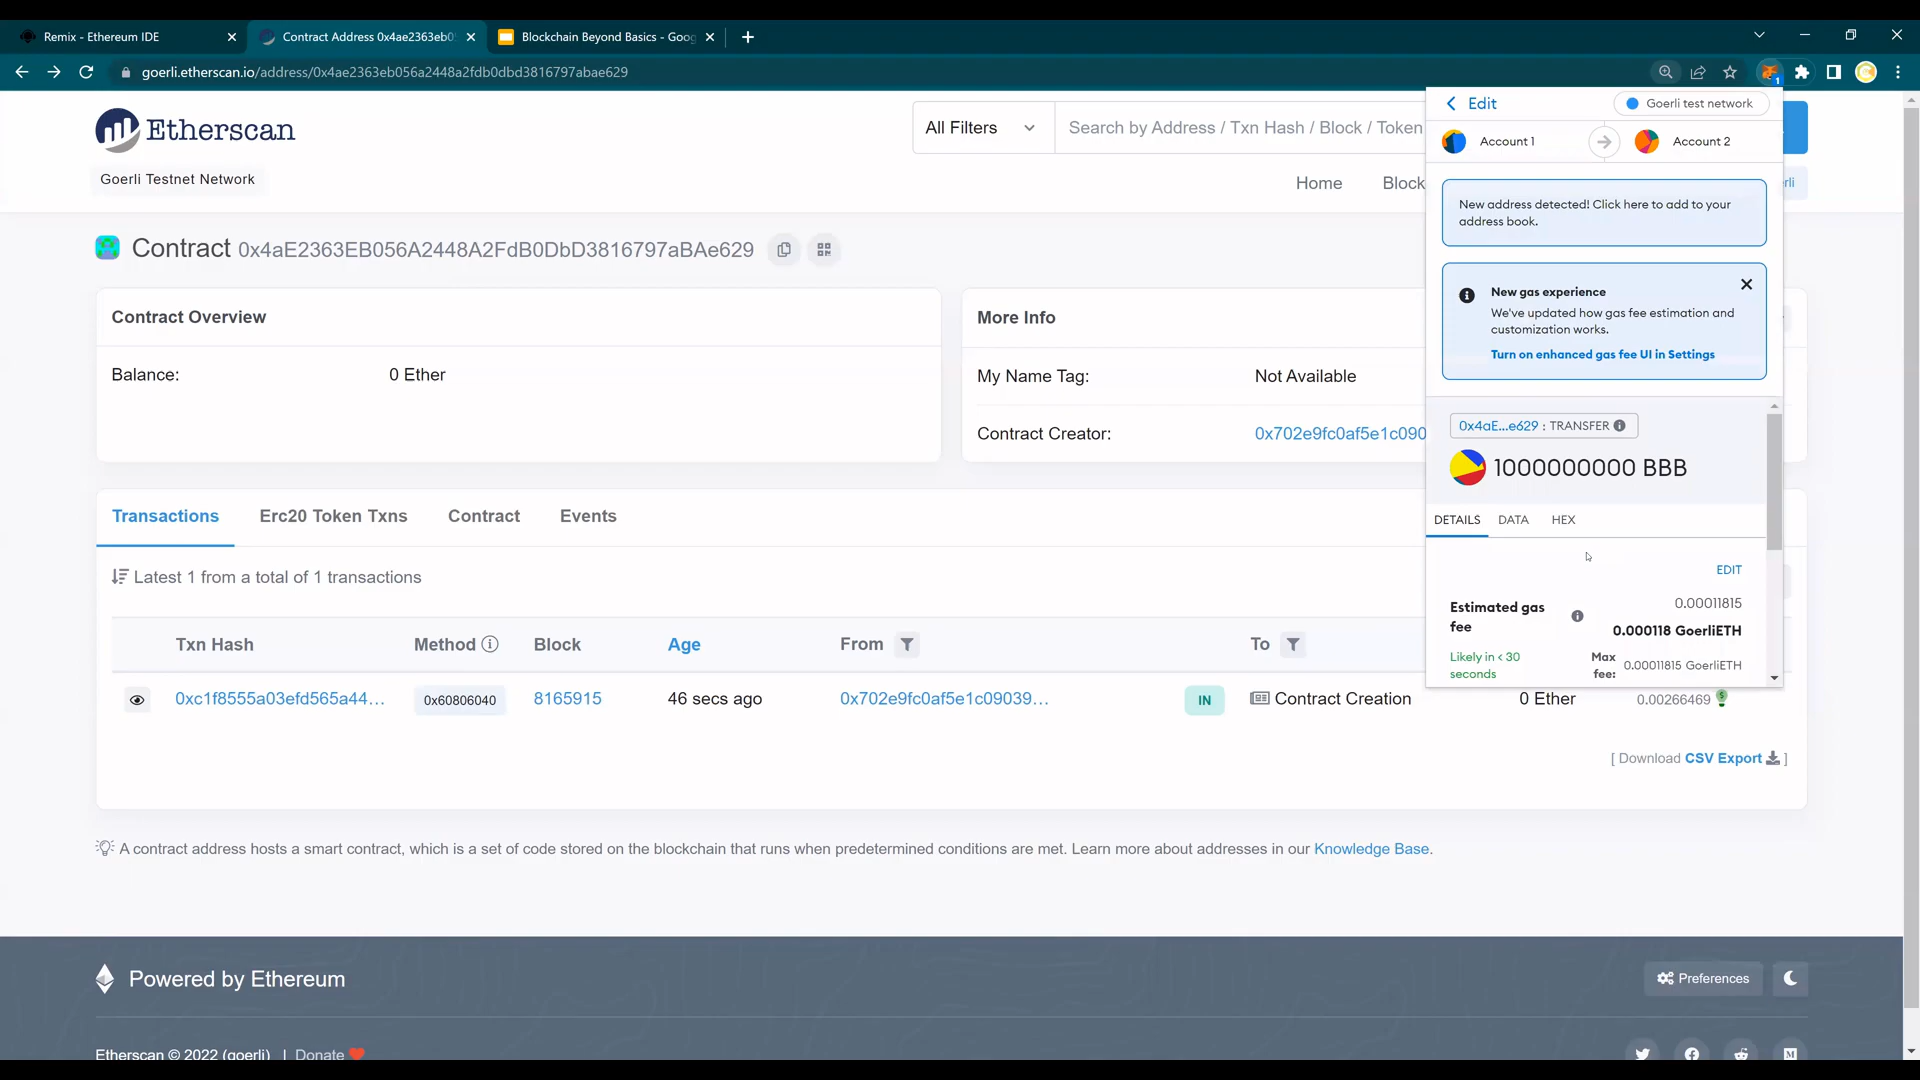 Remix - Ethereum IDE
Contract Address 0x4ae2363eb0
Blockchain Beyond Basics - Goog
goerli.etherscan.io/address/0x4ae2363eb056a2448a2fdb0dbd3816797abae629
1
Etherscan
Goerli Testnet Network
All Filters
Search by Address / Txn Hash / Block / Token
Home
Block
erli
Contract 0x4aE2363EB056A2448A2FdB0DbD3816797aBAe629
Contract Overview
Balance:
0 Ether
More Info
My Name Tag:
Not Available
Contract Creator:
0x702e9fc0af5e1c090
Transactions
Erc20 Token Txns
Contract
Events
Latest 1 from a total of 1 transactions
Txn Hash
Method
Block
Age
From
To
0xc1f8555a03efd565a44...
0x60806040
8165915
46 secs ago
0x702e9fc0af5e1c09039...
IN
Contract Creation
0 Ether
0.00266469
[ Download CSV Export ]
A contract address hosts a smart contract, which is a set of code stored on the blockchain that runs when predetermined conditions are met. Learn more about addresses in our Knowledge Base.
Powered by Ethereum
Preferences
Etherscan © 2022 (goerli) | Donate
Edit
Goerli test network
Account 1
Account 2
New address detected! Click here to add to your
address book.
New gas experience
We've updated how gas fee estimation and
customization works.
Turn on enhanced gas fee UI in Settings
0x4aE...e629 : TRANSFER
1000000000 BBB
DETAILS
DATA
HEX
EDIT
Estimated gas
fee
0.00011815
0.000118 GoerliETH
Likely in < 30
seconds
Max
fee:
0.00011815 GoerliETH